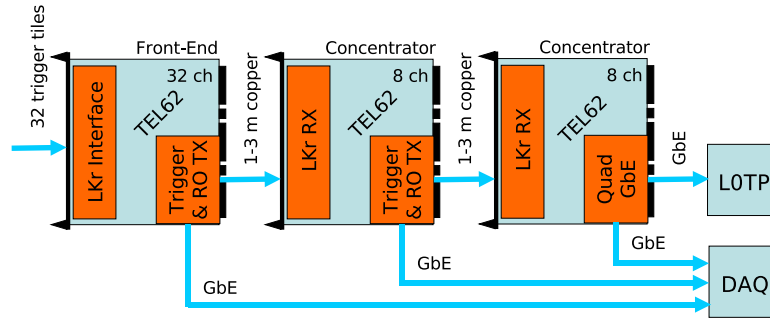 Front-End
Concentrator
Concentrator
32 trigger tiles
32 ch
LKr Interface
TEL62
Trigger
& RO TX
1-3 m copper
8 ch
LKr RX
TEL62
Trigger
& RO TX
1-3 m copper
8 ch
LKr RX
TEL62
Quad
GbE
GbE
L0TP
GbE
GbE
GbE
DAQ